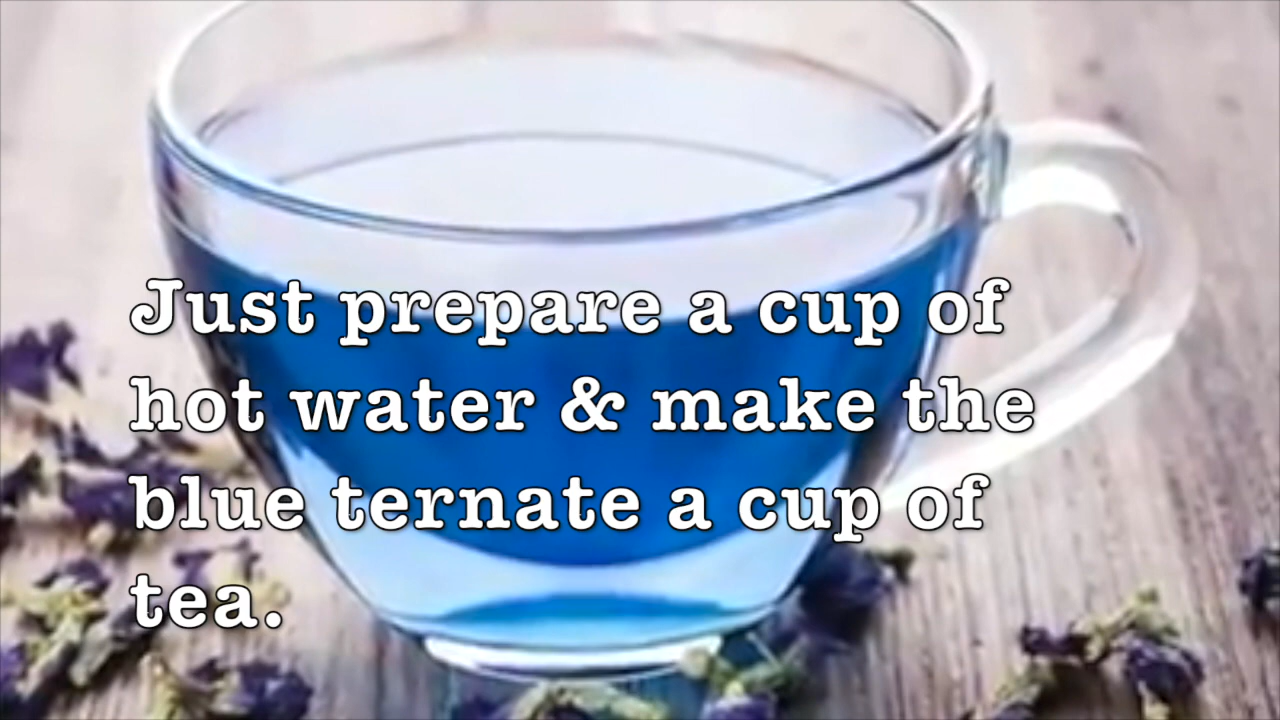 Just prepare a cup of
hot water & make the
blue ternate a cup of
tea.